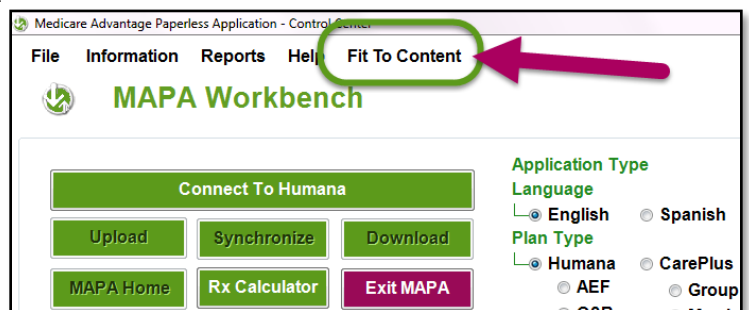 Medicare Advantage Paperless Application - Control Center
File Information Reports Help Fit To Content
MAPA Workbench
Connect To Humana
Upload Synchronize Download
MAPA Home Rx Calculator Exit MAPA
Application Type
Language
English Spanish
Plan Type
Humana CarePlus
AEF Group